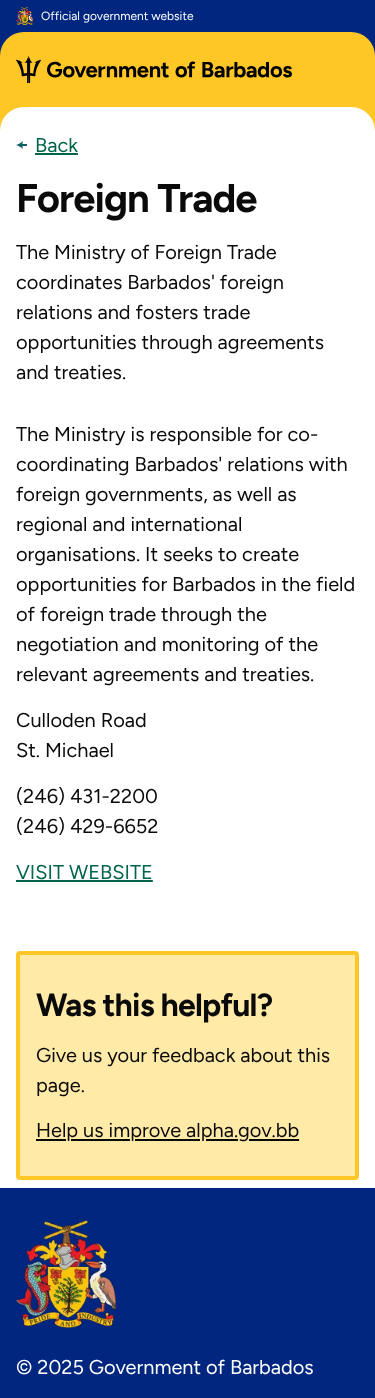 Official government website
Government of Barbados
Back
Foreign Trade
The Ministry of Foreign Trade
coordinates Barbados' foreign
relations and fosters trade
opportunities through agreements
and treaties.
The Ministry is responsible for co-
coordinating Barbados' relations with
foreign governments, as well as
regional and international
organisations. It seeks to create
opportunities for Barbados in the field
of foreign trade through the
negotiation and monitoring of the
relevant agreements and treaties.
Culloden Road
St. Michael
(246) 431-2200
(246) 429-6652
VISIT WEBSITE
Was this helpful?
Give us your feedback about this
page.
Help us improve alpha.gov.bb
PRIDE AND INDUSTRY
© 2025 Government of Barbados